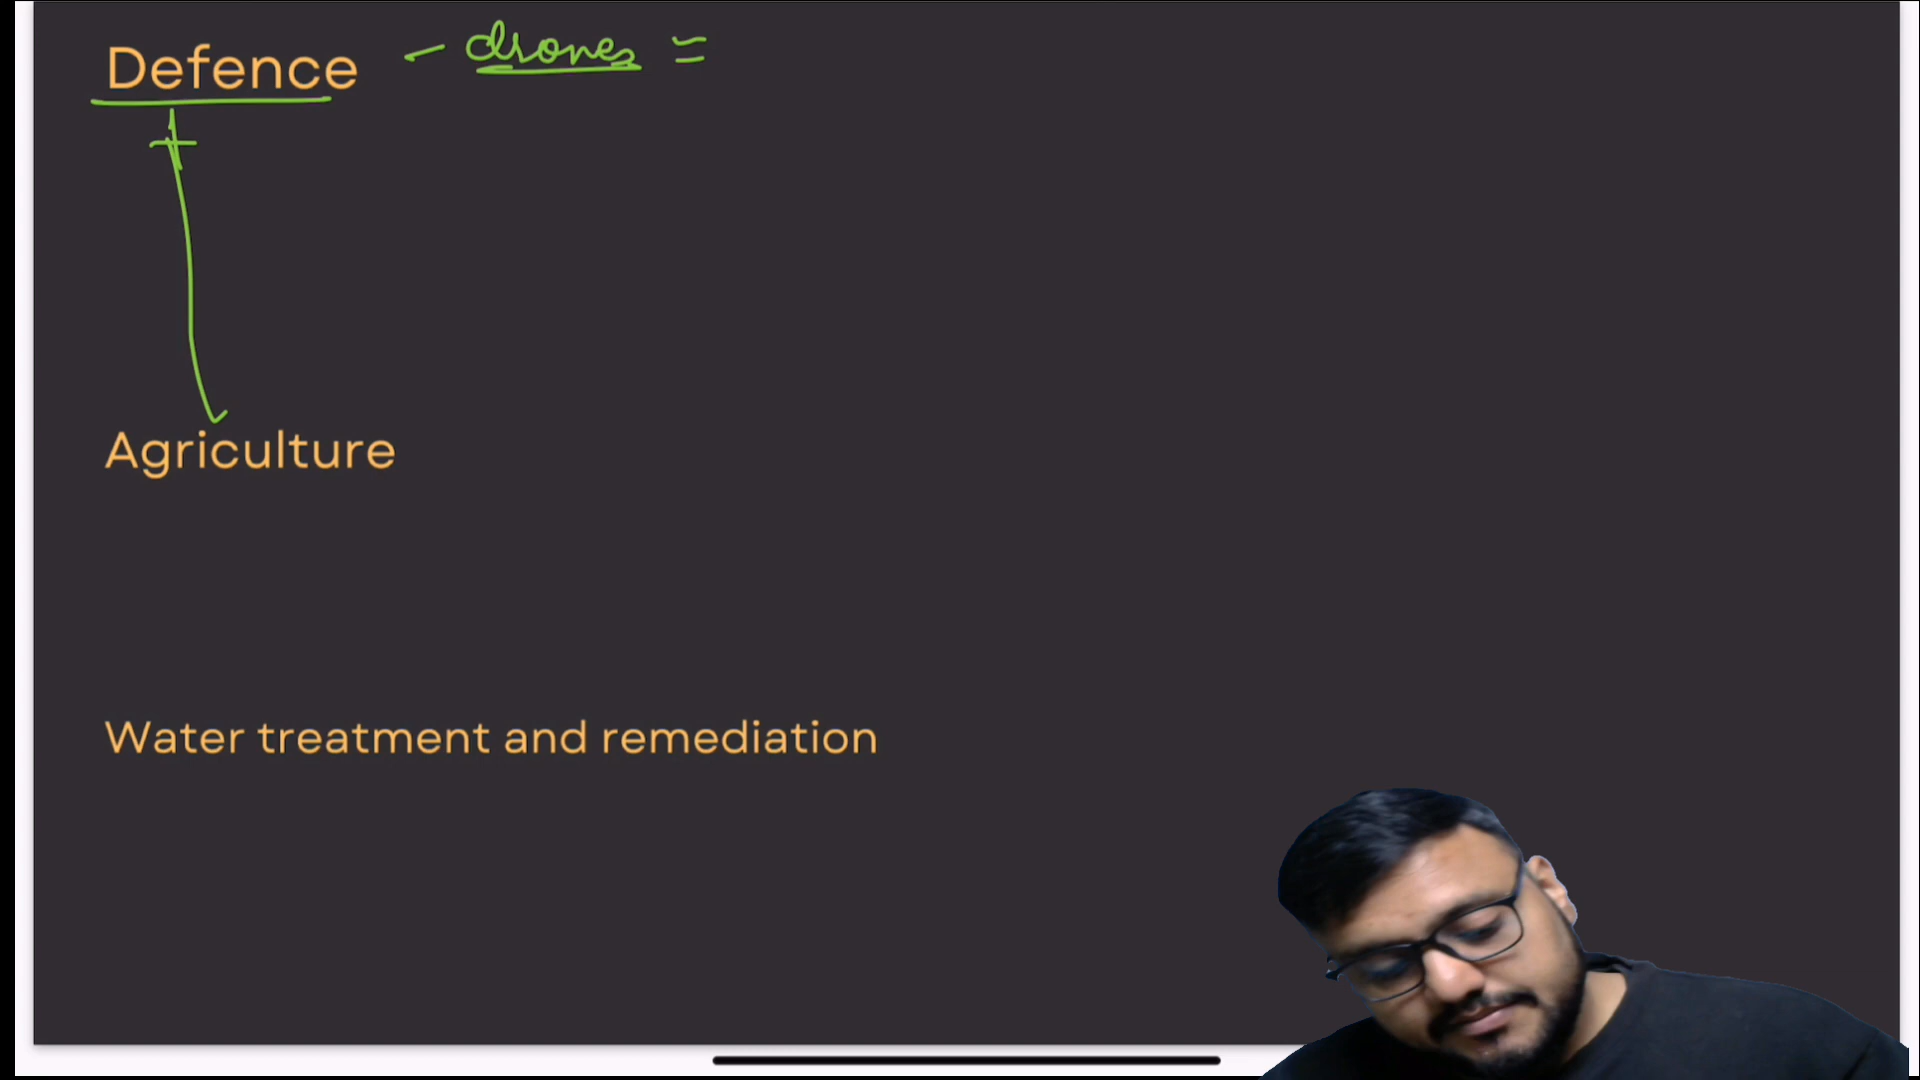 Defence - drones =
Agriculture
Water treatment and remediation